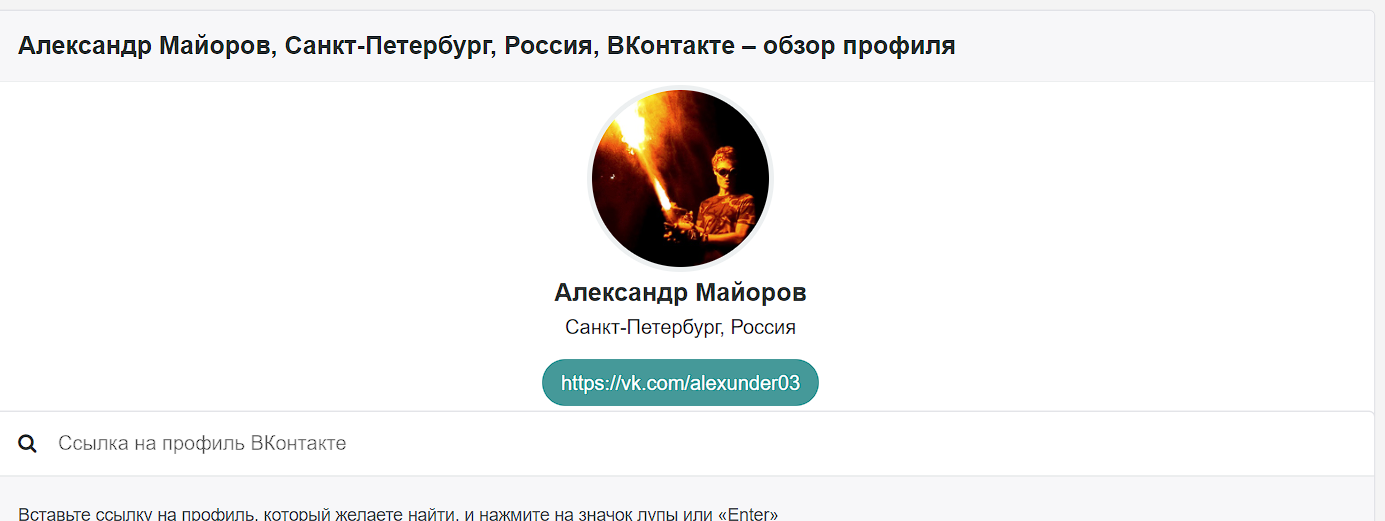 Александр Майоров, Санкт-Петербург, Россия, ВКонтакте – обзор профиля
Александр Майоров
Санкт-Петербург, Россия
https://vk.com/alexunder03
Ссылка на профиль ВКонтакте
Вставьте ссылку на профиль, который желаете найти, и нажмите на значок лупы или «Enter»